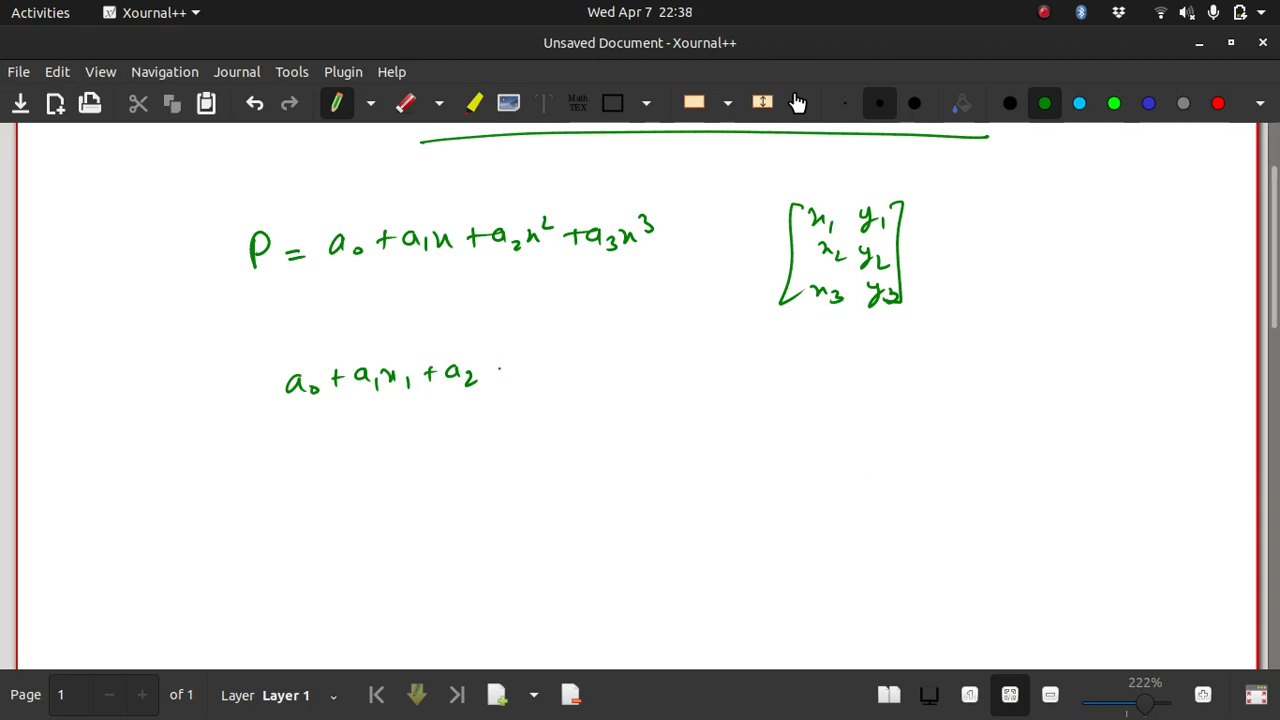 Activities Xournal++ Wed Apr 7 22:38
Unsaved Document - Xournal++
File Edit View Navigation Journal Tools Plugin Help
Math TEX
P = a₀ + a₁x + a₂x² + a₃x³
x₁ y₁
x₂ y₂
x₃ y₃
a₀ + a₁x₁ + a₂
222%
Page 1 of 1 Layer Layer 1